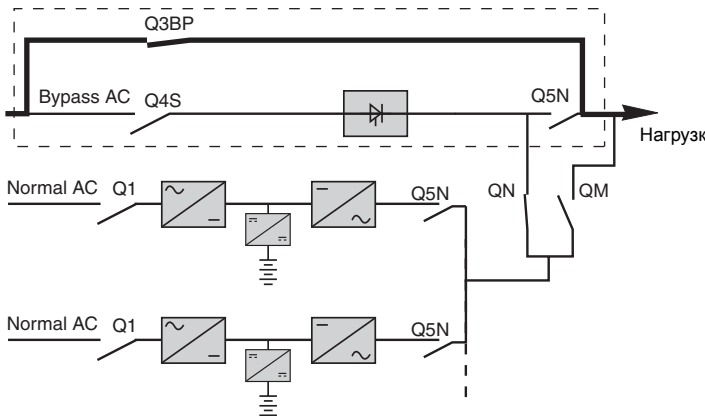 Q3BP
Bypass AC
Q4S
Q5N
Нагрузк
Normal AC
Q1
Q5N
QN
QM
Normal AC
Q1
Q5N